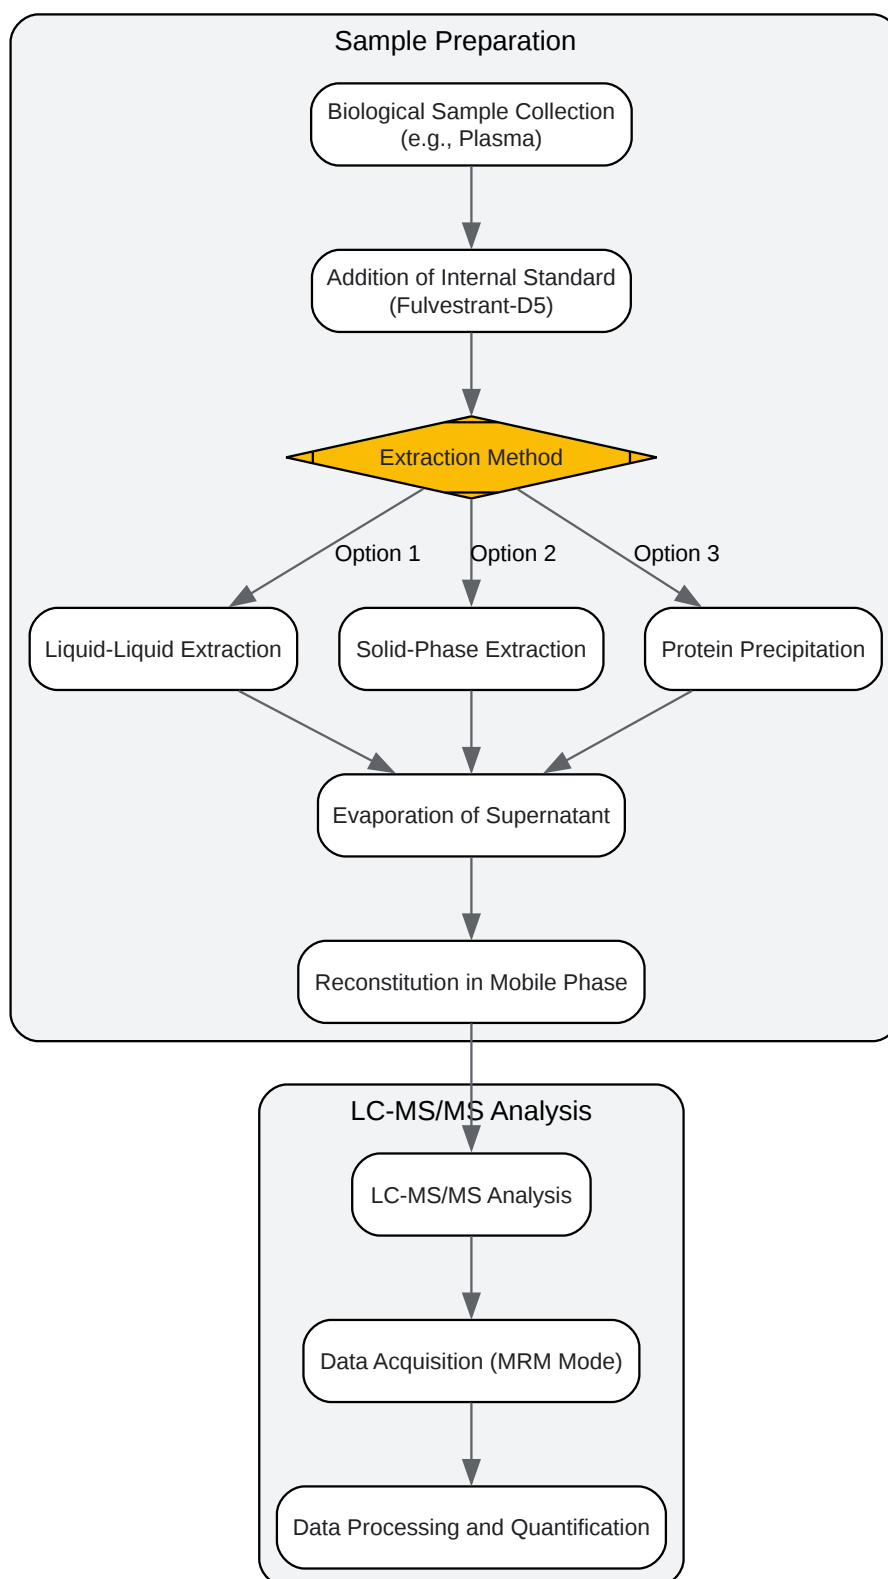 Sample Preparation
Biological Sample Collection
(e.g., Plasma)
Addition of Internal Standard
(Fulvestrant-D5)
Extraction Method
Option 1
Option 2
Option 3
Liquid-Liquid Extraction
Solid-Phase Extraction
Protein Precipitation
Evaporation of Supernatant
Reconstitution in Mobile Phase
LC-MS/MS Analysis
LC-MS/MS Analysis
Data Acquisition (MRM Mode)
Data Processing and Quantification